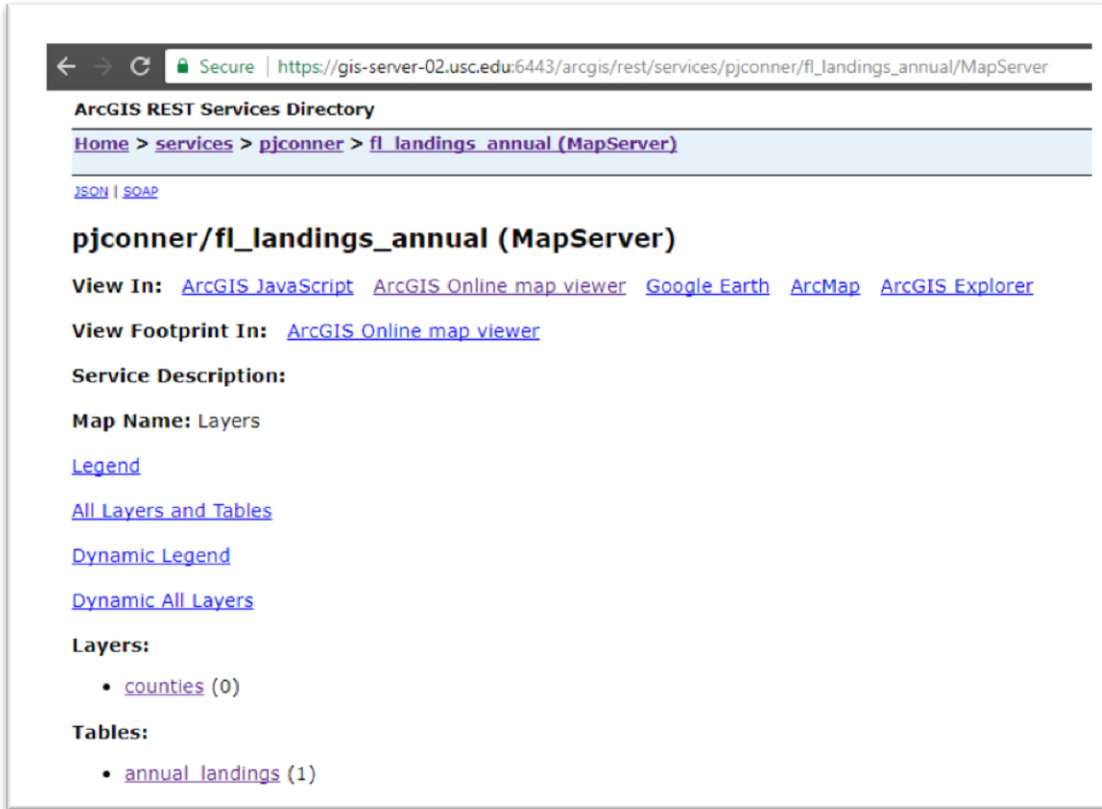 Secure | https://gis-server-02.usc.edu:6443/arcgis/rest/services/pjconner/fl_landings_annual/MapServer
ArcGIS REST Services Directory
Home > services > pjconner > fl_landings_annual (MapServer)
JSON | SOAP
pjconner/fl_landings_annual (MapServer)
View In: ArcGIS JavaScript ArcGIS Online map viewer Google Earth ArcMap ArcGIS Explorer
View Footprint In: ArcGIS Online map viewer
Service Description:
Map Name: Layers
Legend
All Layers and Tables
Dynamic Legend
Dynamic All Layers
Layers:
• counties (0)
Tables:
• annual_landings (1)